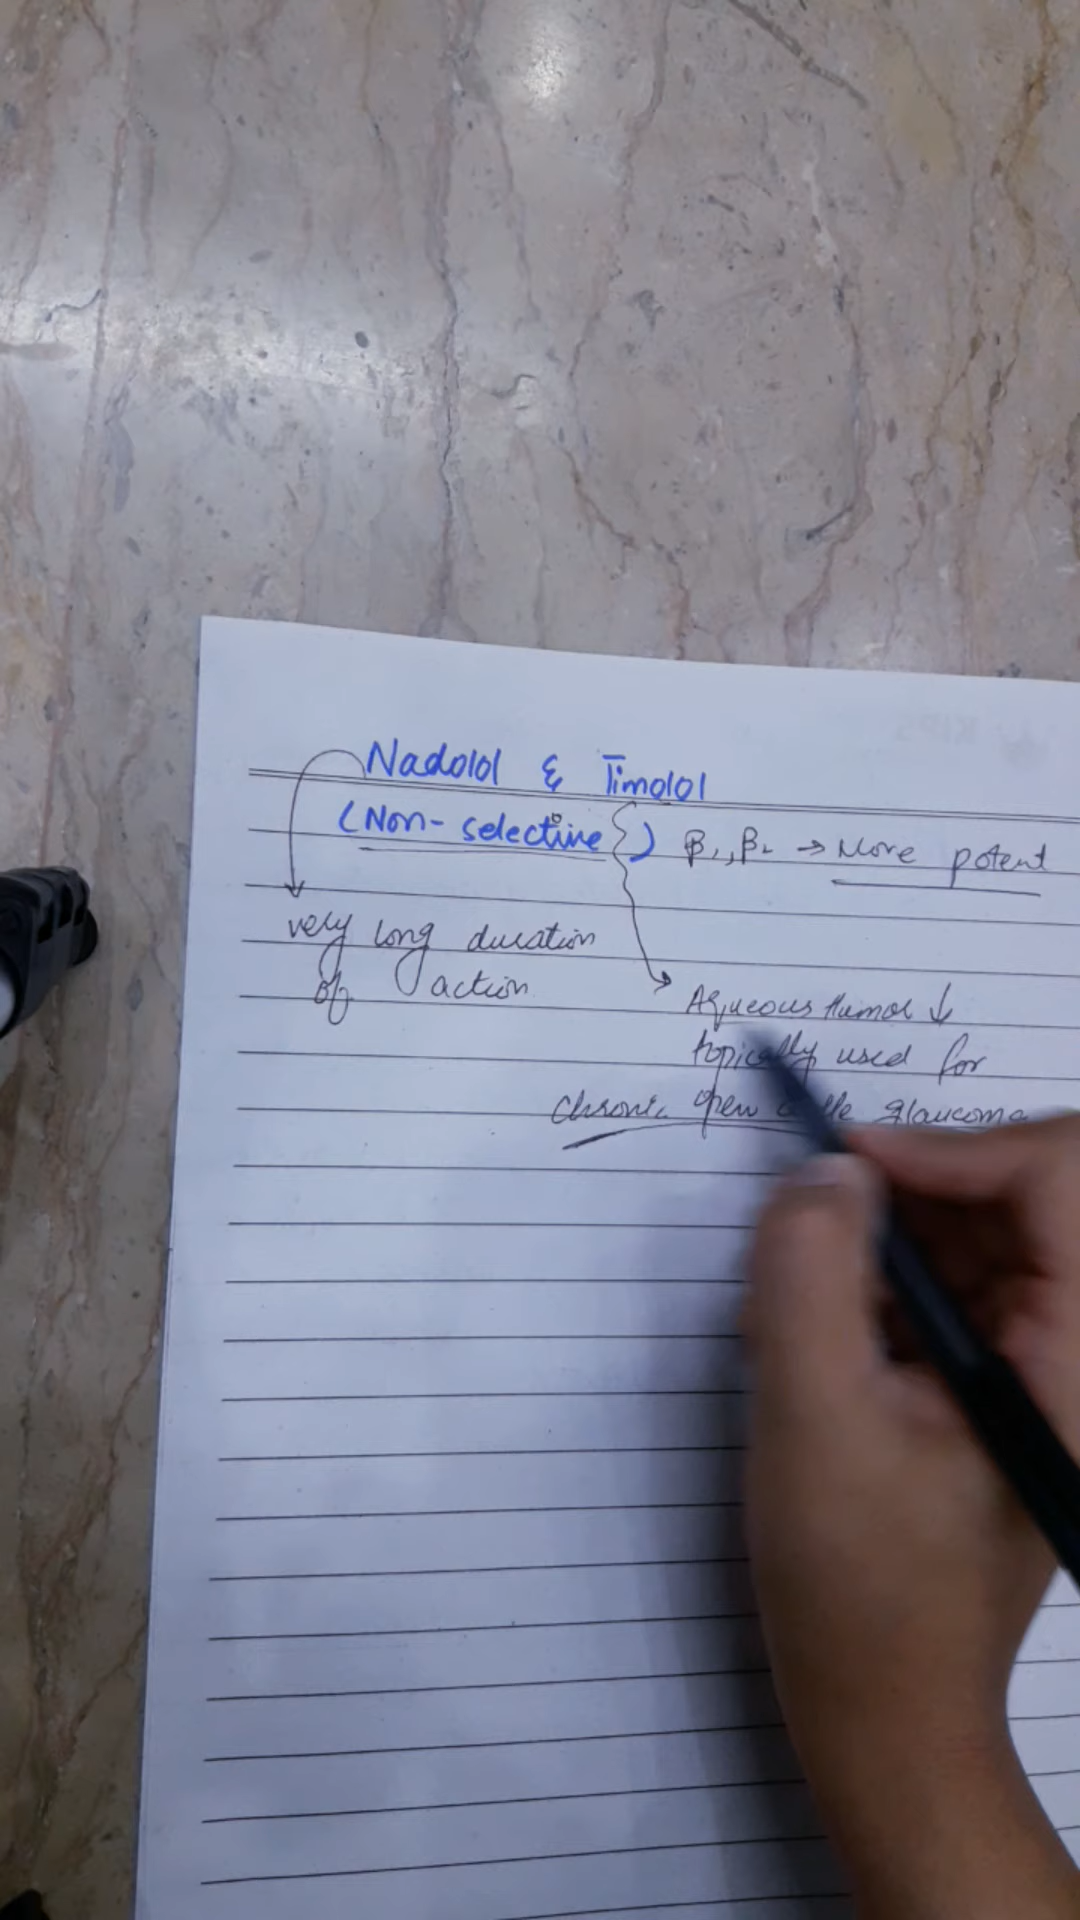 Nadolol & Timolol
(Non-selective) β1, β2 → More potent
very long duration
of action
Aqueous Humor ↓
topically used for
chronic open glaucoma